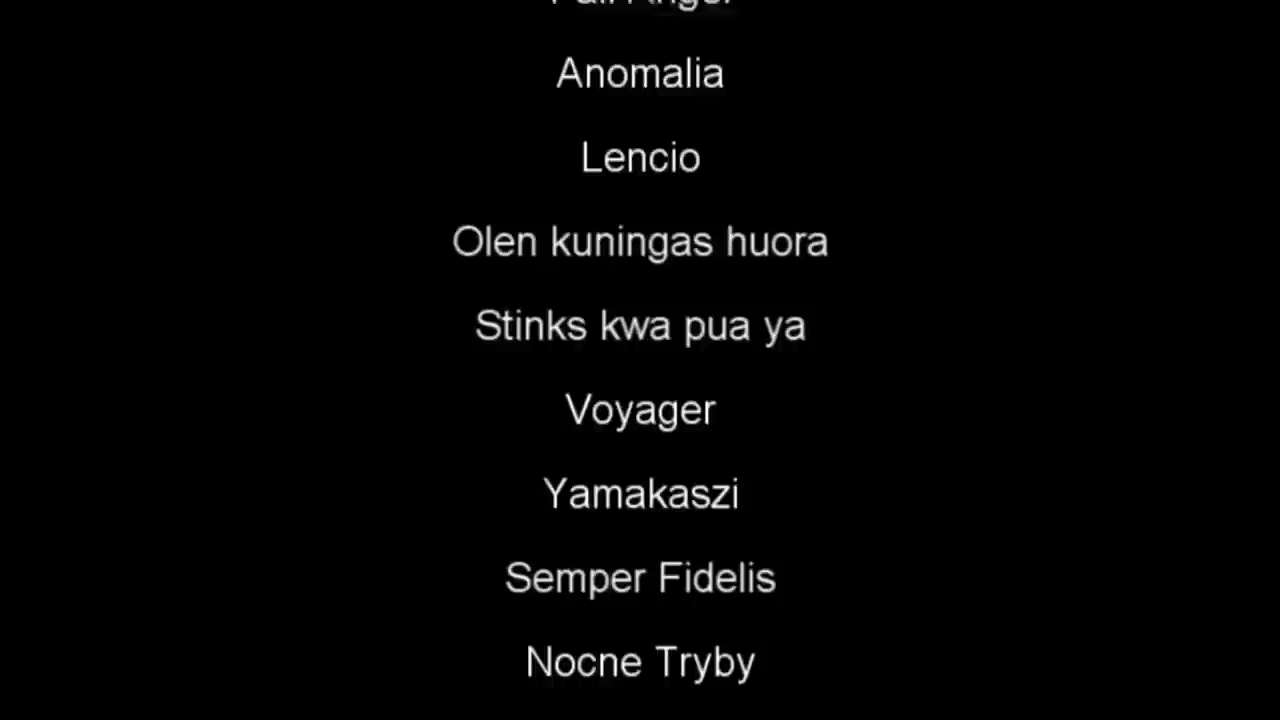 Anomalia
Lencio
Olen kuningas huora
Stinks kwa pua ya
Voyager
Yamakaszi
Semper Fidelis
Nocne Tryby